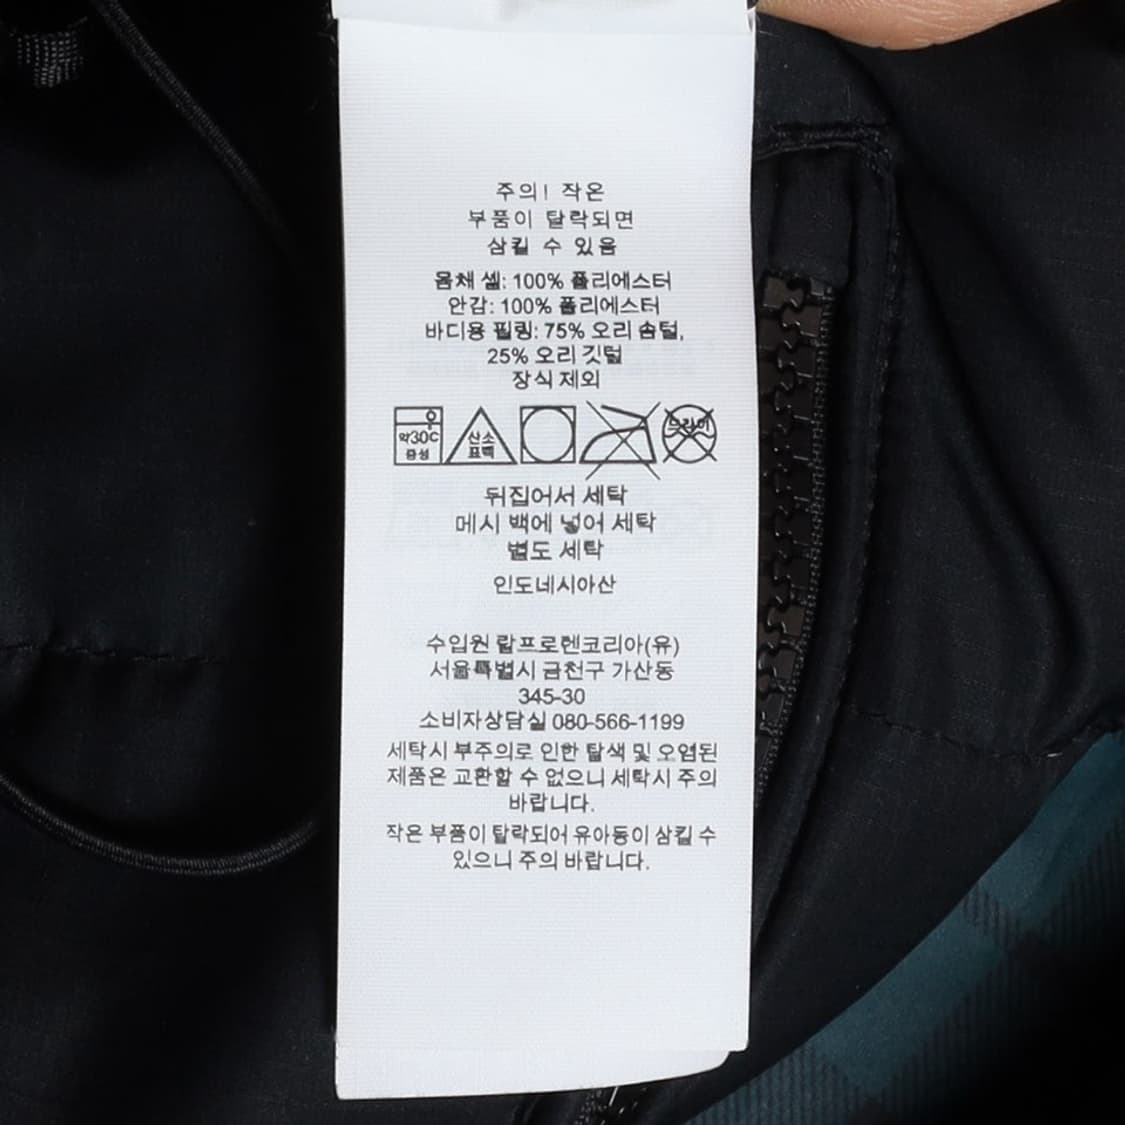 주의! 작은
부품이 탈락되면
삼킬 수 있음
몸채 셸: 100% 폴리에스터
안감: 100% 폴리에스터
바디용 필링: 75% 오리 솜털,
25% 오리 깃털
장식 제외
약30C
중성
산소
표백
드라이
뒤집어서 세탁
메시 백에 넣어 세탁
별도 세탁
인도네시아산
수입원 랄프로렌코리아(유)
서울특별시 금천구 가산동
345-30
소비자상담실 080-566-1199
세탁시 부주의로 인한 탈색 및 오염된
제품은 교환할 수 없으니 세탁시 주의
바랍니다.
작은 부품이 탈락되어 유아동이 삼킬 수
있으니 주의 바랍니다.